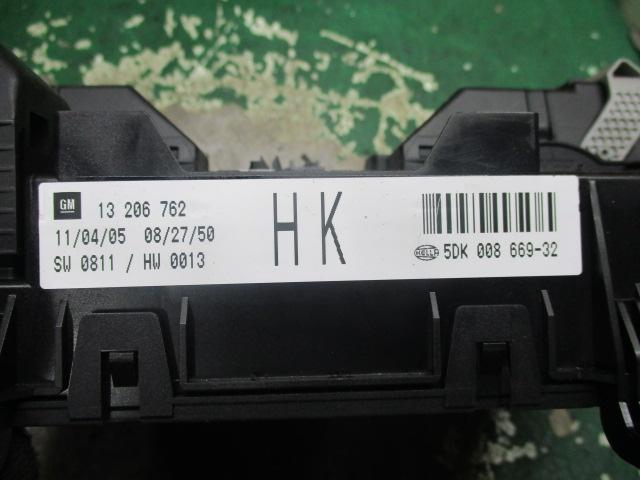 GM 13 206 762
11/04/05 08/27/50
SW 0811 / HW 0013
HK
HELLA 5DK 008 669-32